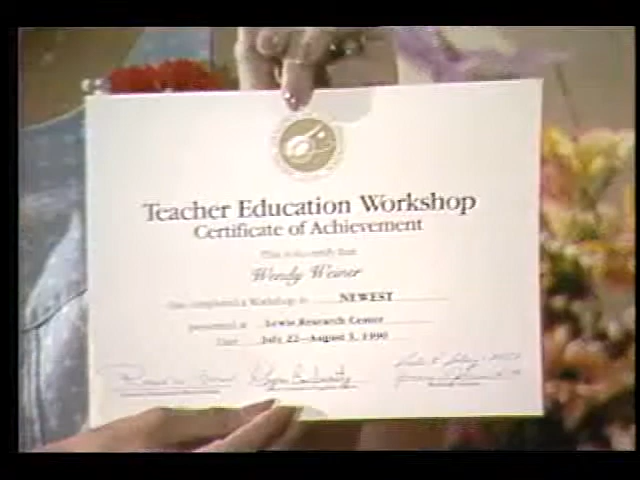 Teacher Education Workshop
Certificate of Achievement
This is to certify that
Wendy Weiner
has completed a Workshop in NEWEST
presented at Lewis Research Center
Date July 22-August 3, 1990